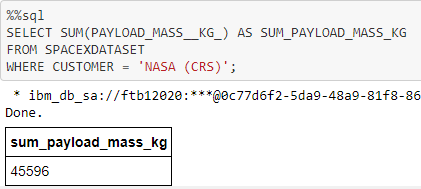 %%sql
SELECT SUM(PAYLOAD_MASS__KG_) AS SUM_PAYLOAD_MASS_KG
FROM SPACEXDATASET
WHERE CUSTOMER = 'NASA (CRS)';
* ibm_db_sa://ftb12020:***@0c77d6f2-5da9-48a9-81f8-86
Done.
sum_payload_mass_kg
45596